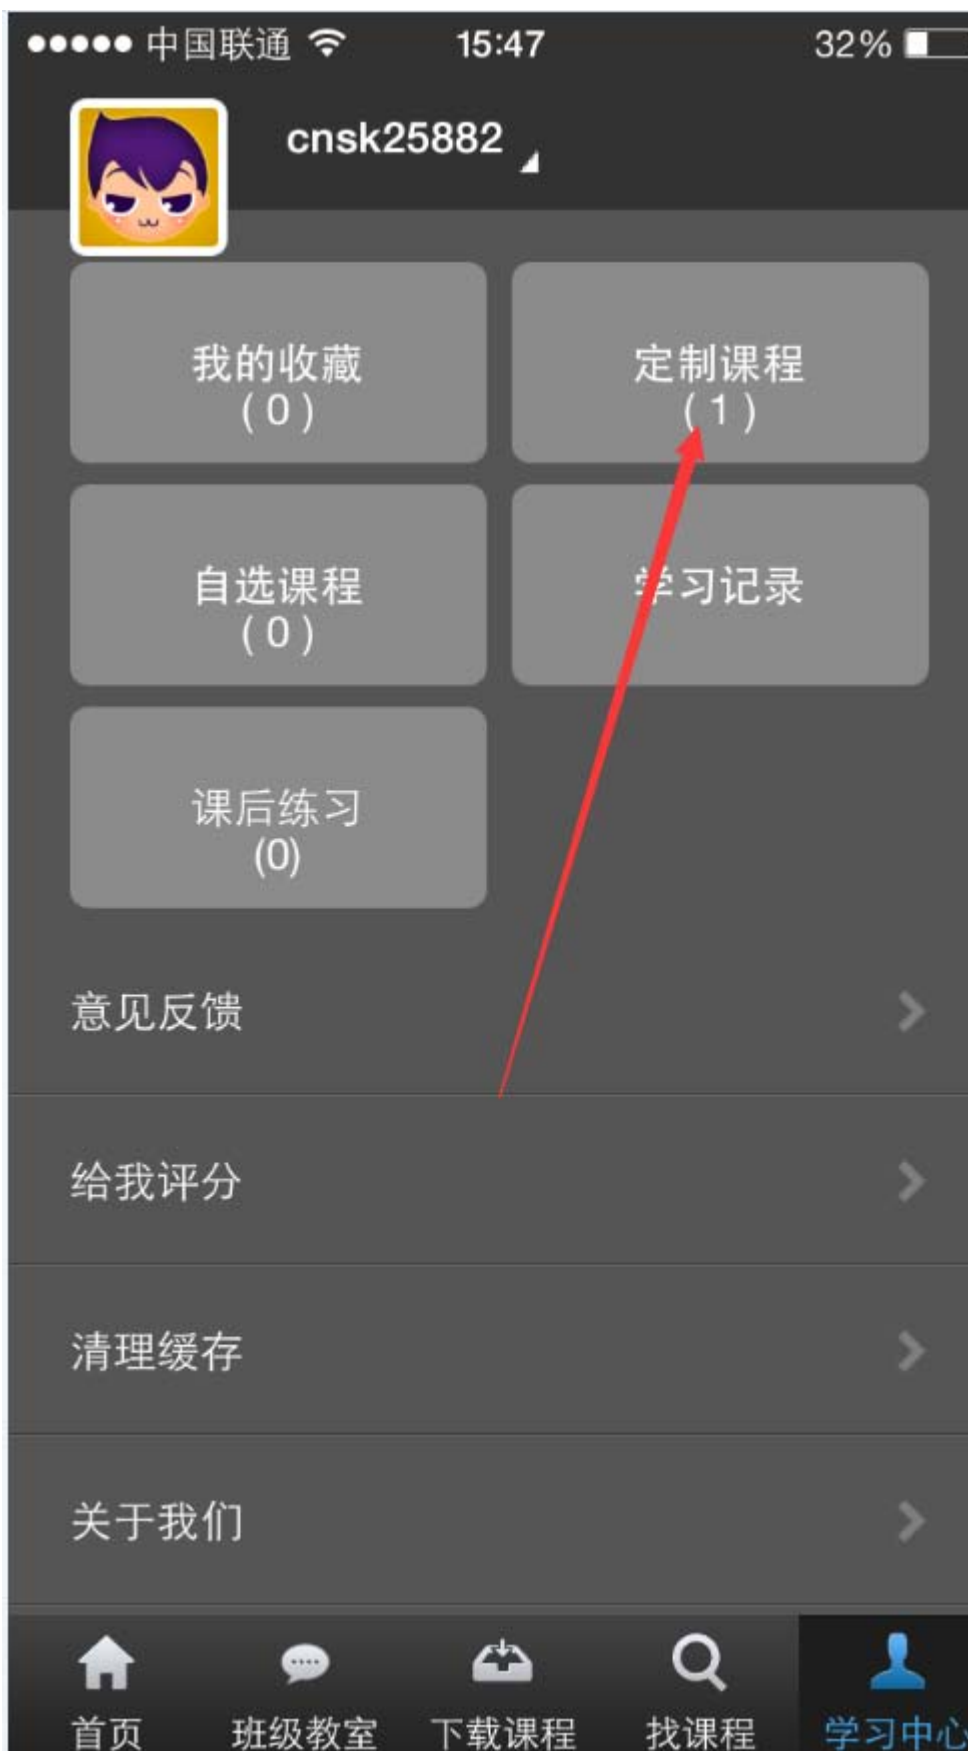 中国联通 15:47 32%
cnsk25882
我的收藏
(0)
定制课程
(1)
自选课程
(0)
学习记录
课后练习
(0)
意见反馈
给我评分
清理缓存
关于我们
首页 班级教室 下载课程 找课程 学习中心